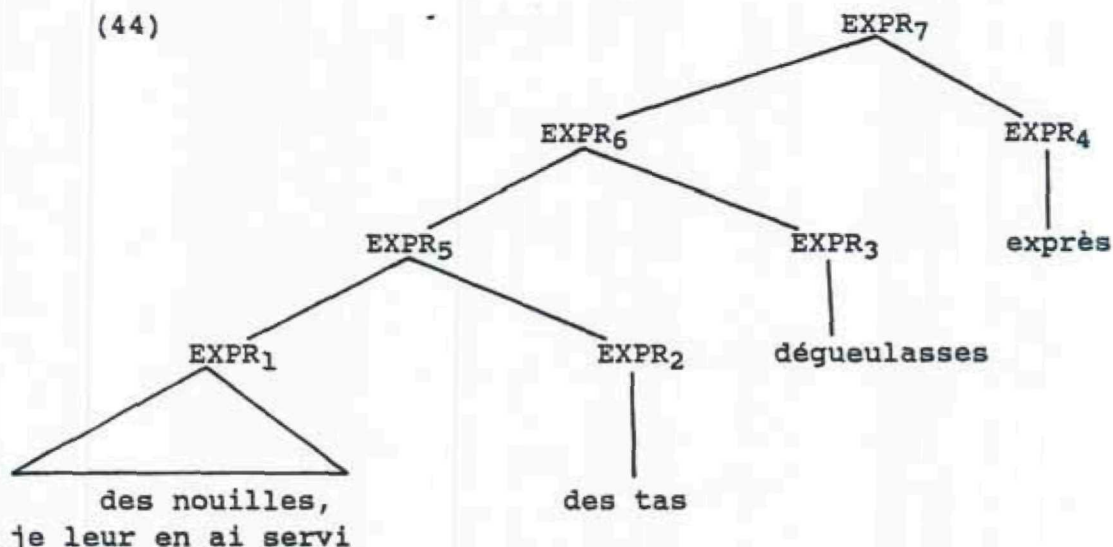 (44)
EXPR7
EXPR6 EXPR4
EXPR5 EXPR3 exprès
EXPR1 EXPR2 dégueulasses
des nouilles, des tas
je leur en ai servi